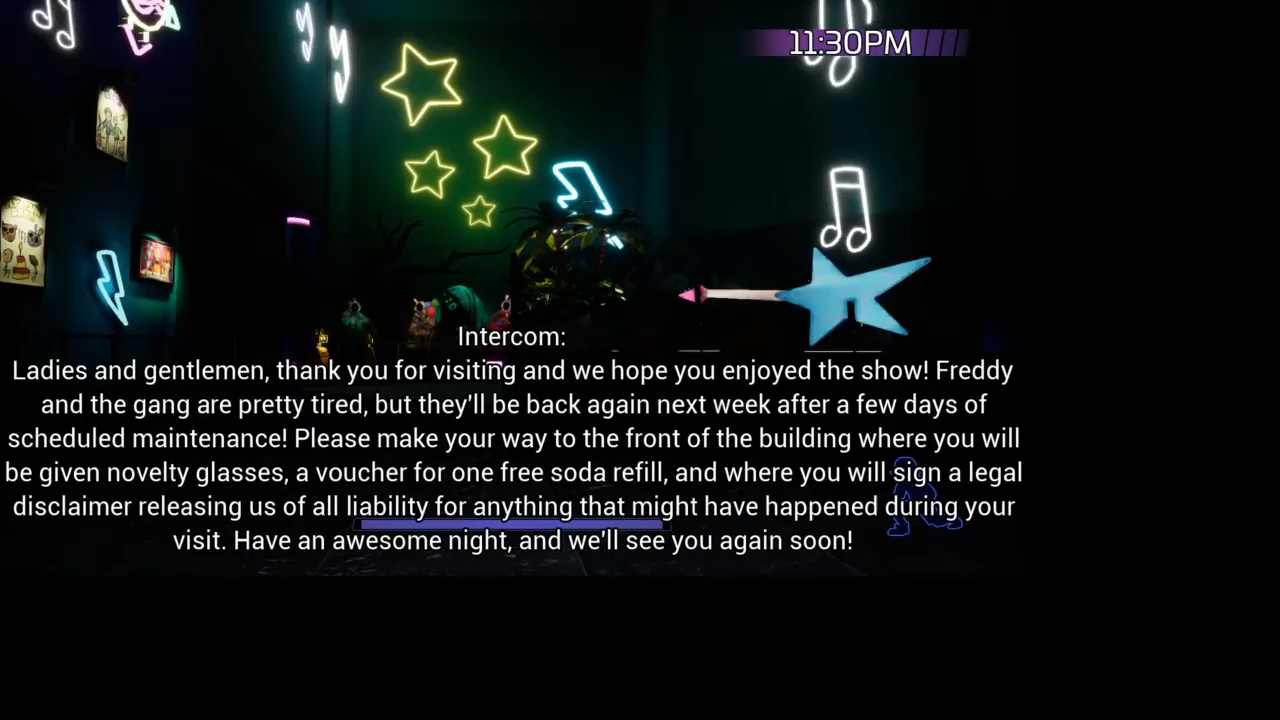 11:30PM
Intercom:
Ladies and gentlemen, thank you for visiting and we hope you enjoyed the show! Freddy
and the gang are pretty tired, but they'll be back again next week after a few days of
scheduled maintenance! Please make your way to the front of the building where you will
be given novelty glasses, a voucher for one free soda refill, and where you will sign a legal
disclaimer releasing us of all liability for anything that might have happened during your
visit. Have an awesome night, and we'll see you again soon!